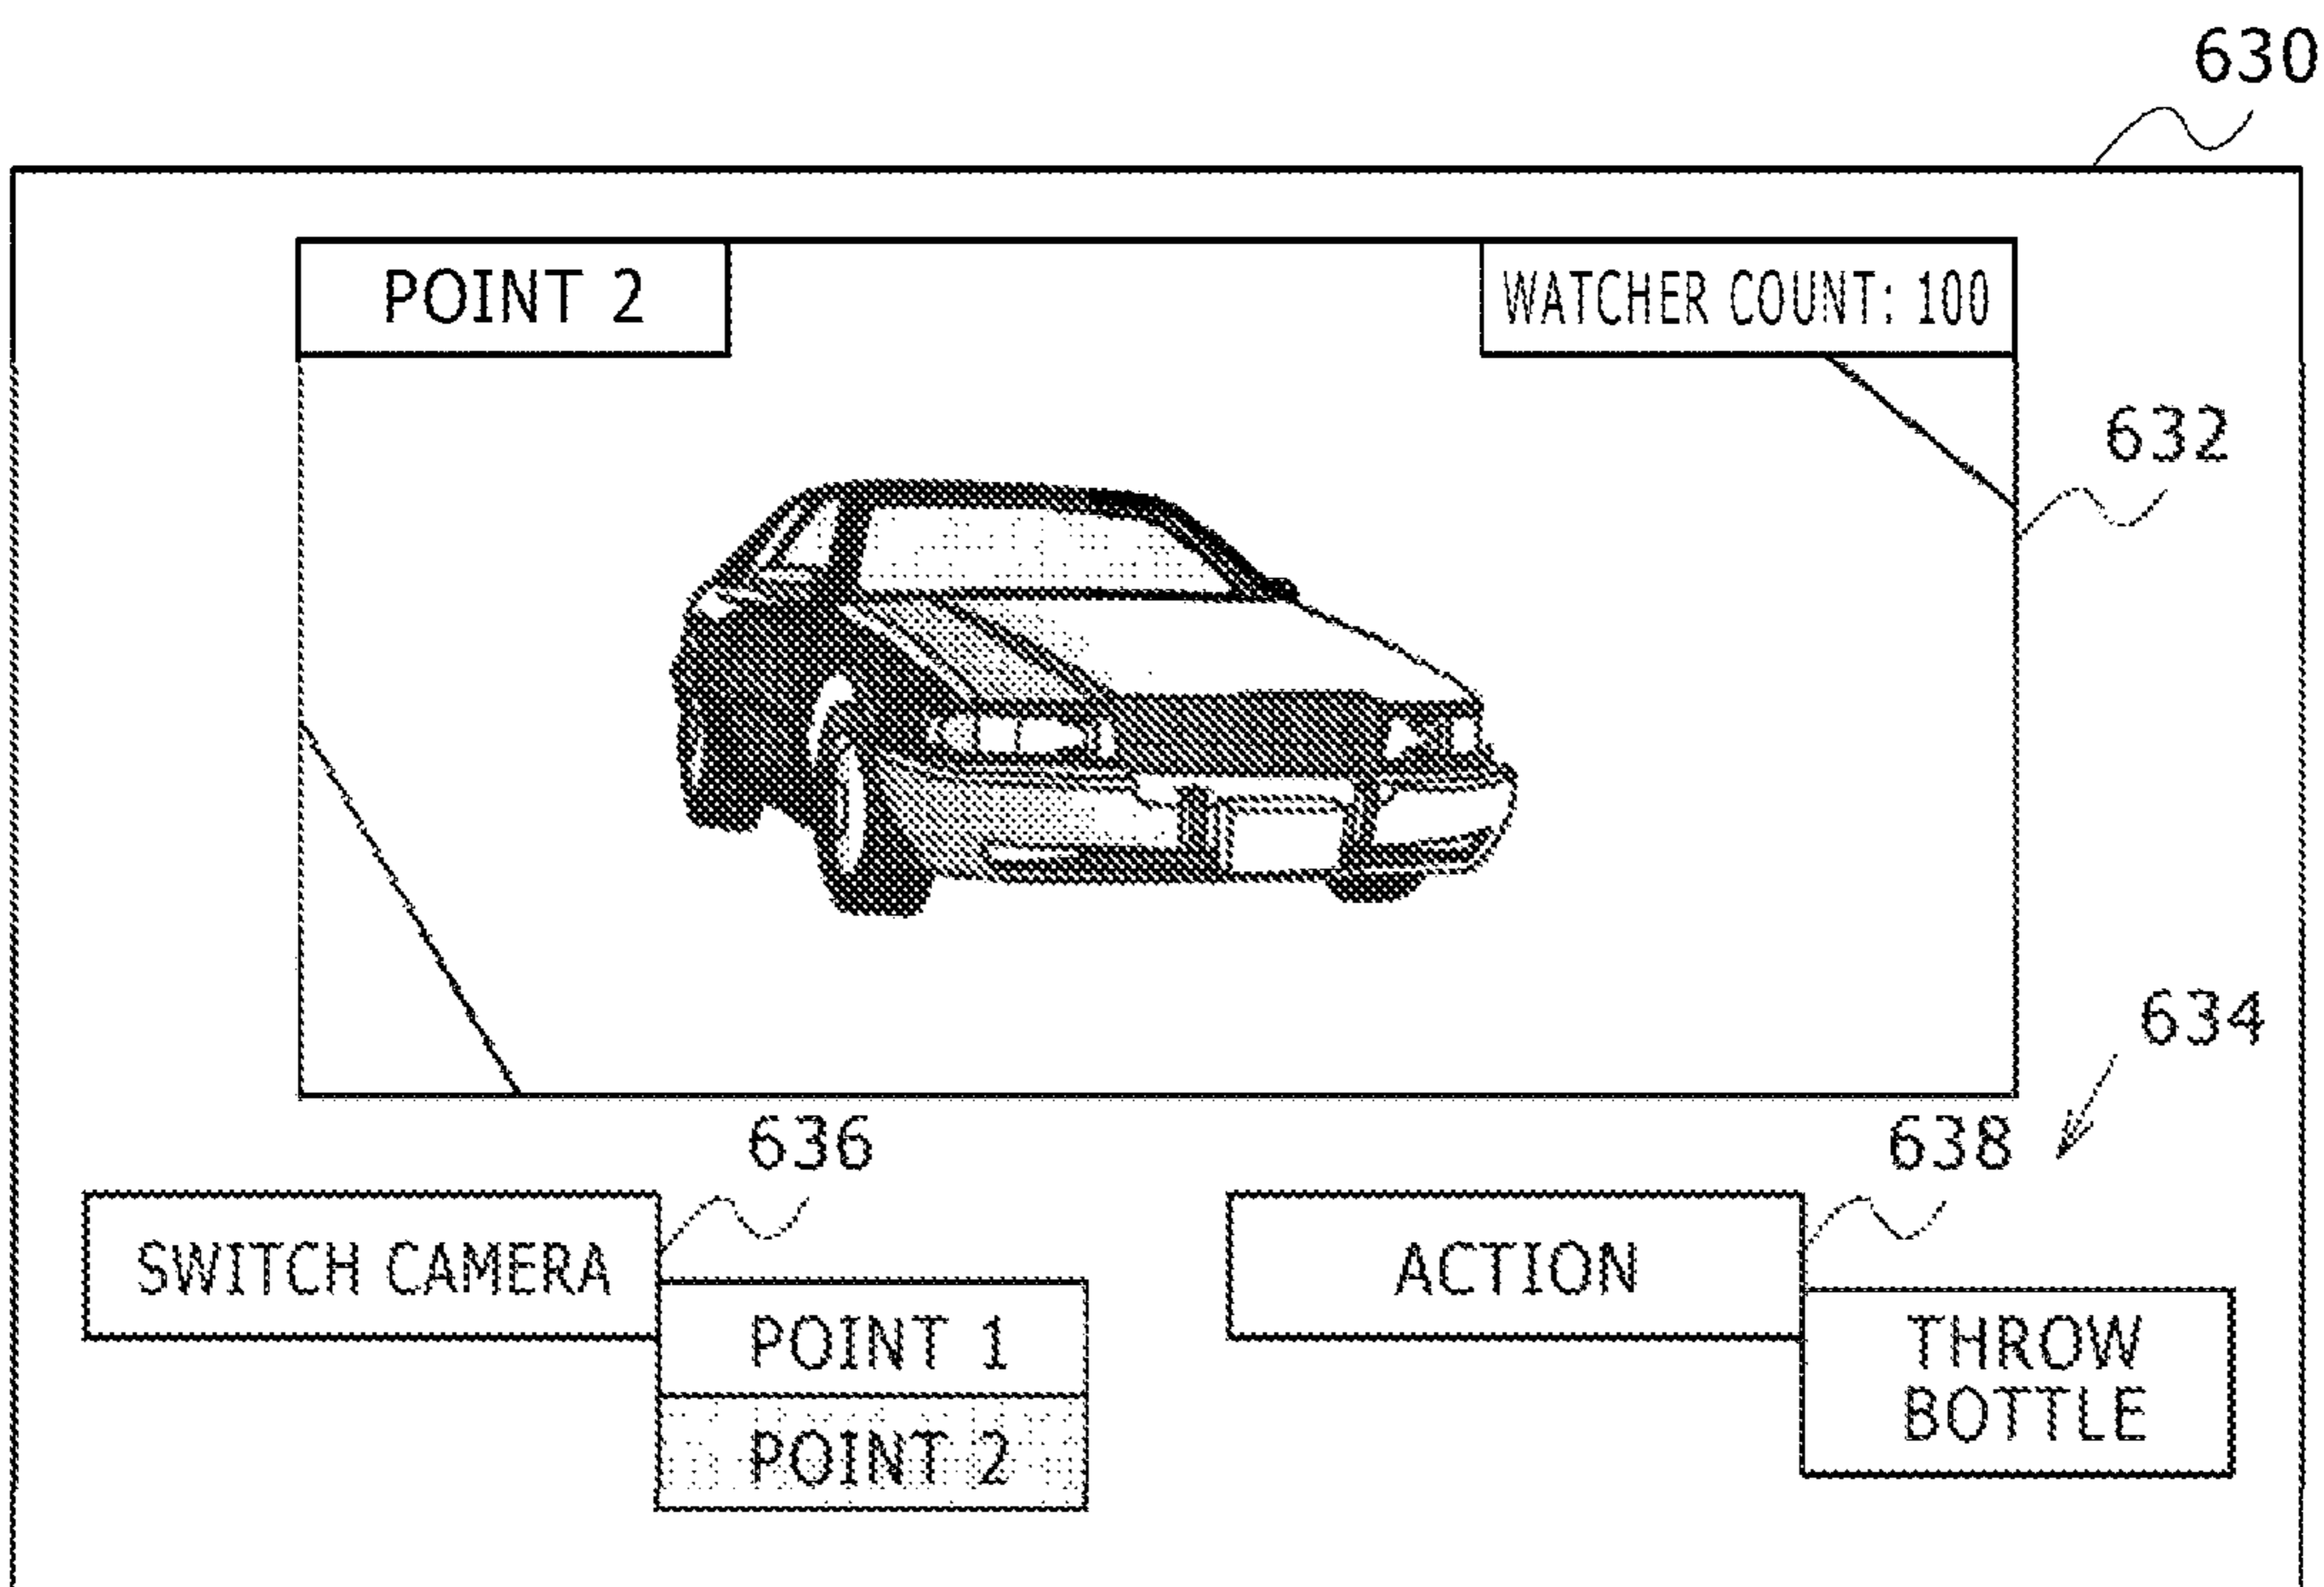 630
POINT 2
WATCHER COUNT: 100
632
634
636
638
SWITCH CAMERA
ACTION
POINT 1
POINT 2
THROW
BOTTLE